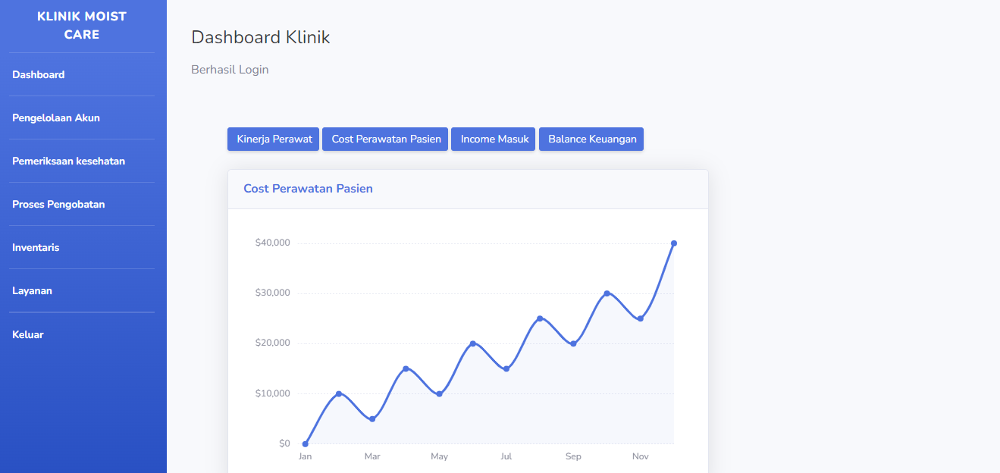 KLINIK MOIST
CARE
Dashboard
Pengelolaan Akun
Pemeriksaan kesehatan
Proses Pengobatan
Inventaris
Layanan
Keluar
Dashboard Klinik
Berhasil Login
Kinerja Perawat
Cost Perawatan Pasien
Income Masuk
Balance Keuangan
Cost Perawatan Pasien
$40,000
$30,000
$20,000
$10,000
$0
Jan Mar May Jul Sep Nov